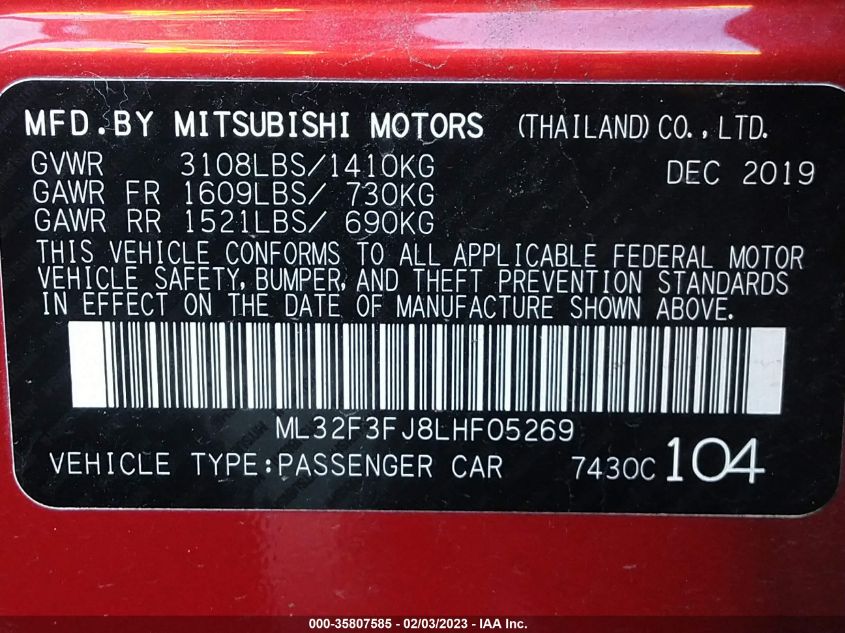 MFD.BY MITSUBISHI MOTORS (THAILAND) CO., LTD.
GVWR 3108LBS/1410KG DEC 2019
GAWR FR 1609LBS/ 730KG
GAWR RR 1521LBS/ 690KG
THIS VEHICLE CONFORMS TO ALL APPLICABLE FEDERAL MOTOR
VEHICLE SAFETY, BUMPER, AND THEFT PREVENTION STANDARDS
IN EFFECT ON THE DATE OF MANUFACTURE SHOWN ABOVE.
ML32F3FJ8LHF05269
VEHICLE TYPE:PASSENGER CAR 7430C 104
000-35807585 - 02/03/2023 - IAA Inc.